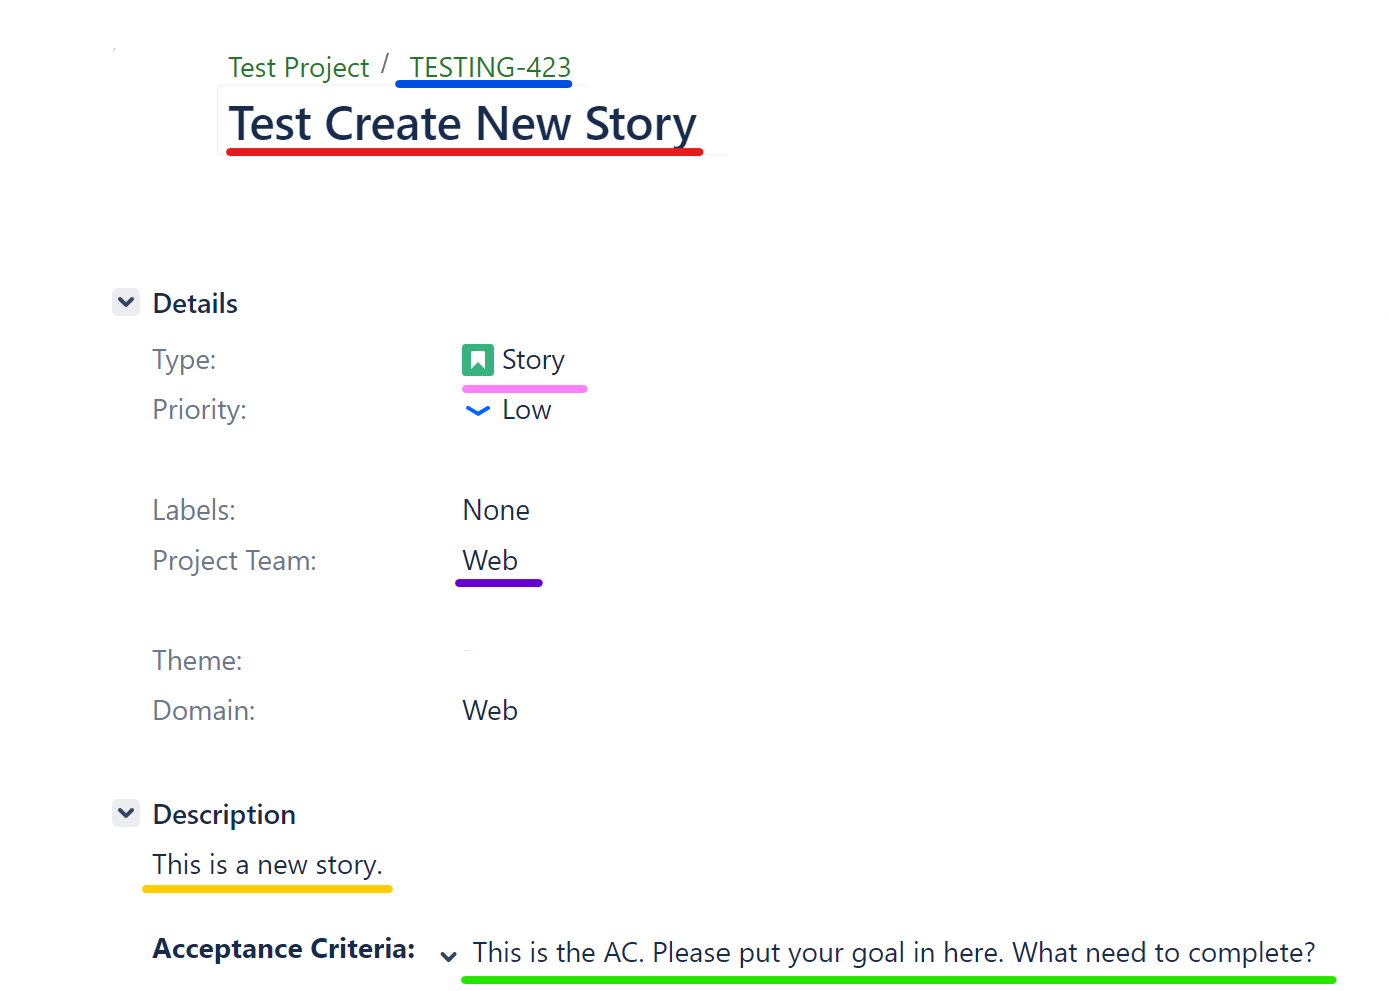 Test Project / TESTING-423
Test Create New Story
Details
Type: Story
Priority: Low
Labels: None
Project Team: Web
Theme:
Domain: Web
Description
This is a new story.
Acceptance Criteria: This is the AC. Please put your goal in here. What need to complete?